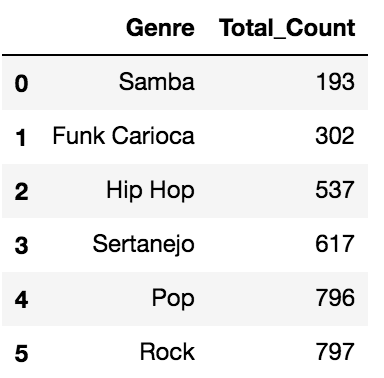 Genre Total_Count
0 Samba 193
1 Funk Carioca 302
2 Hip Hop 537
3 Sertanejo 617
4 Pop 796
5 Rock 797